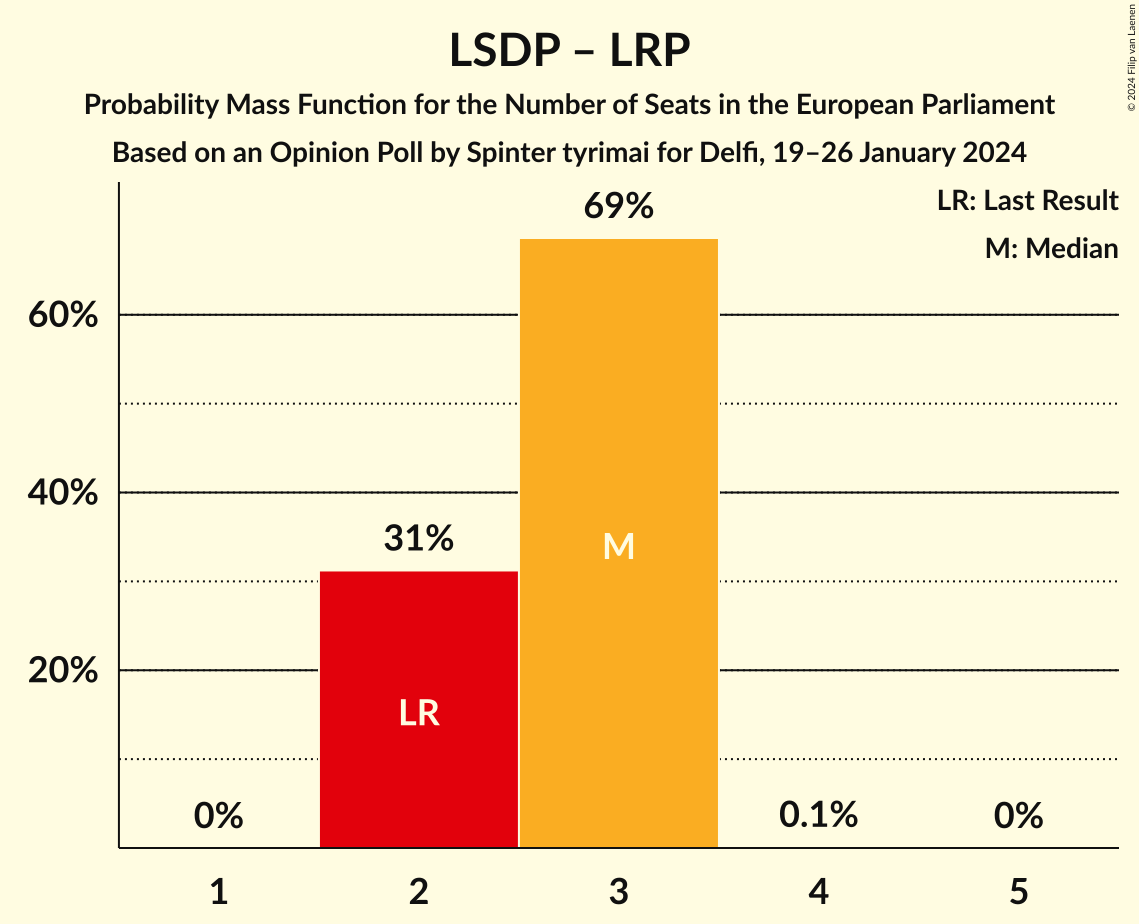 LSDP – LRP
Probability Mass Function for the Number of Seats in the European Parliament
Based on an Opinion Poll by Spinter tyrimai for Delfi, 19–26 January 2024
© 2024 Filip van Laenen
LR: Last Result
M: Median
69%
60%
40%
31%
M
20%
LR
0%
0.1%
0%
1
2
3
4
5